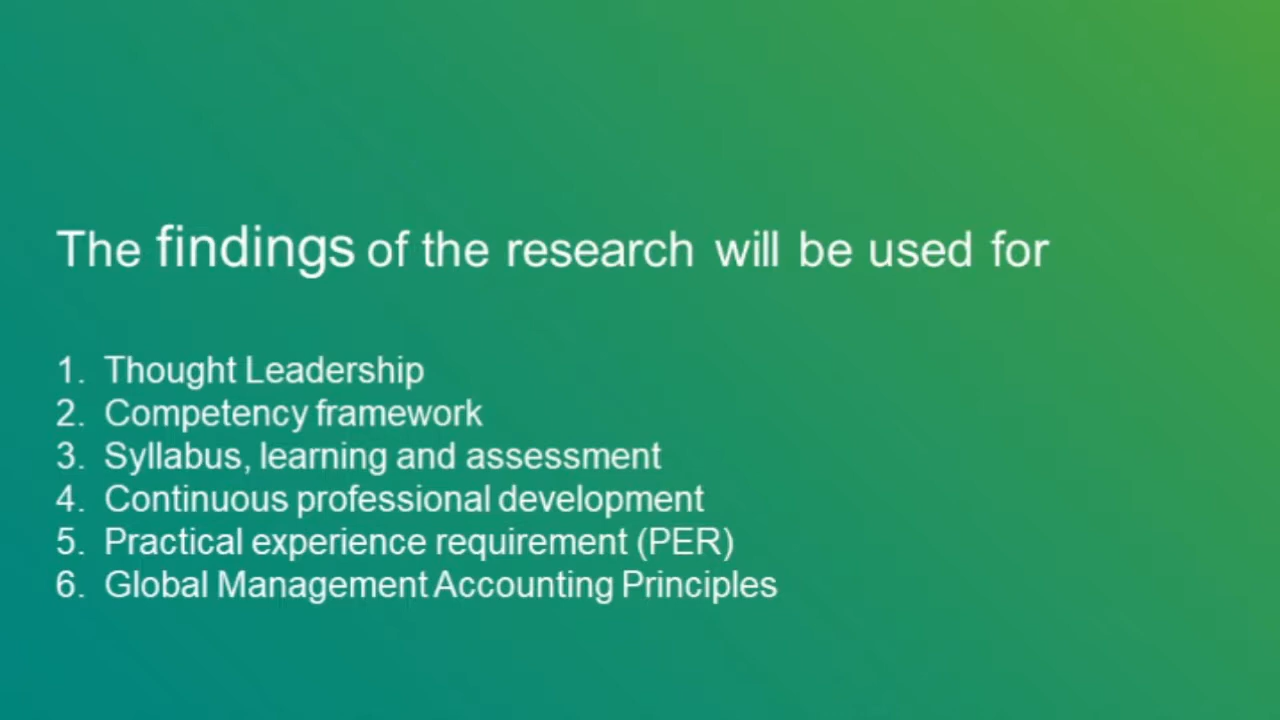 The findings of the research will be used for
1. Thought Leadership
2. Competency framework
3. Syllabus, learning and assessment
4. Continuous professional development
5. Practical experience requirement (PER)
6. Global Management Accounting Principles